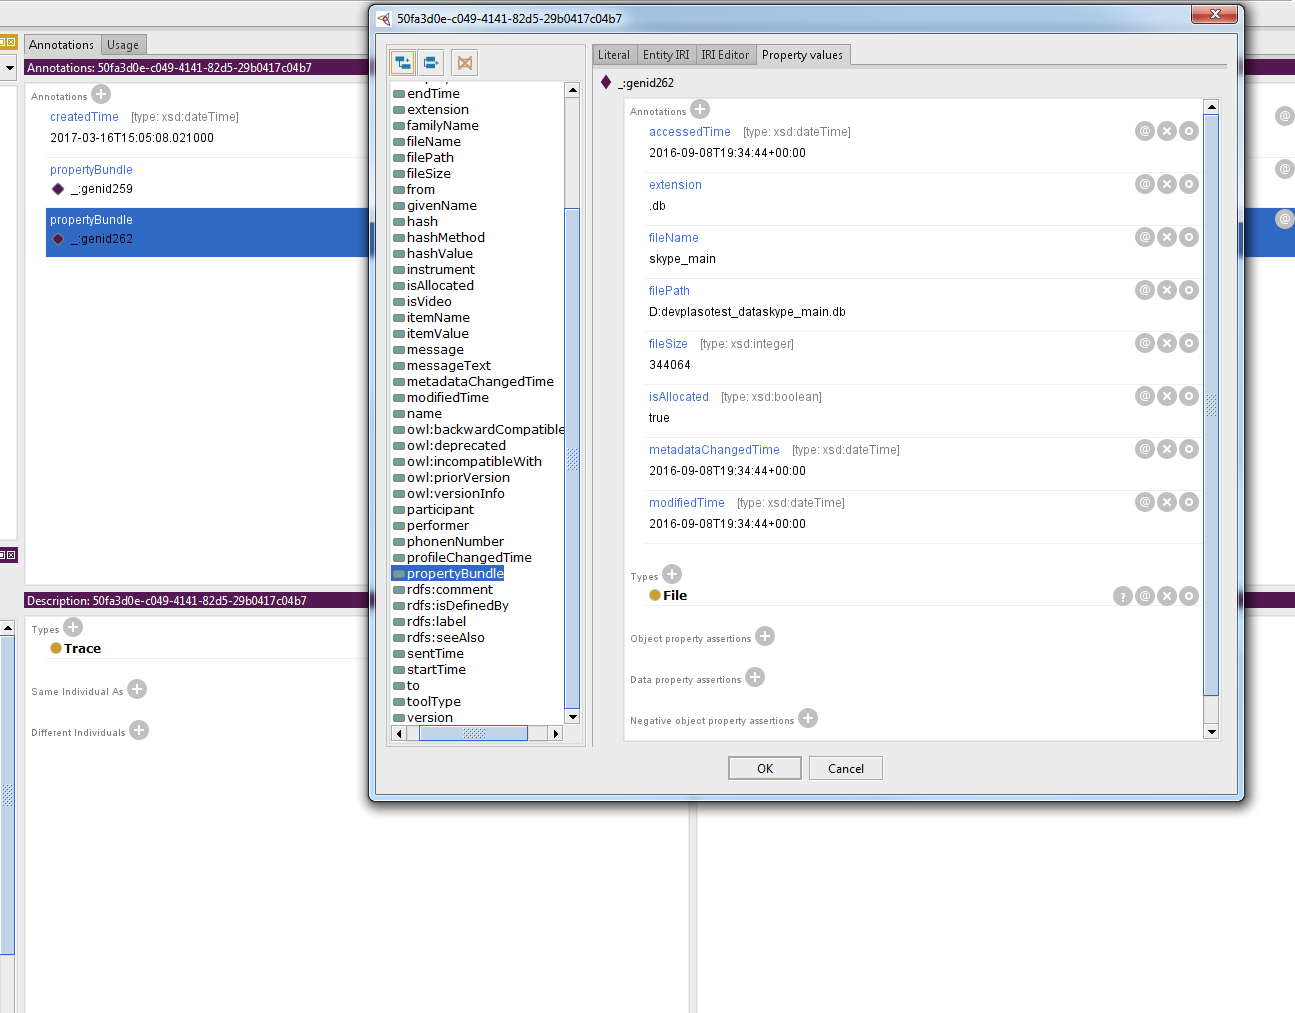 50fa3d0e-c049-4141-82d5-29b0417c04b7
Annotations
Usage
Annotations: 50fa3d0e-c049-4141-82d5-29b0417c04b7
Annotations
createdTime [type: xsd:dateTime]
2017-03-16T15:05:08.021000
propertyBundle
_:genid259
propertyBundle
_:genid262
Description: 50fa3d0e-c049-4141-82d5-29b0417c04b7
Types
Trace
Same Individual As
Different Individuals
endTime
extension
familyName
fileName
filePath
fileSize
from
givenName
hash
hashMethod
hashValue
instrument
isAllocated
isVideo
itemName
itemValue
message
messageText
metadataChangedTime
modifiedTime
name
owl:backwardCompatible
owl:deprecated
owl:incompatibleWith
owl:priorVersion
owl:versionInfo
participant
performer
phonenNumber
profileChangedTime
propertyBundle
rdfs:comment
rdfs:isDefinedBy
rdfs:label
rdfs:seeAlso
sentTime
startTime
to
toolType
version
Literal
Entity IRI
IRI Editor
Property values
_:genid262
Annotations
accessedTime [type: xsd:dateTime]
2016-09-08T19:34:44+00:00
extension
.db
fileName
skype_main
filePath
D:devplasotest_dataskype_main.db
fileSize [type: xsd:integer]
344064
isAllocated [type: xsd:boolean]
true
metadataChangedTime [type: xsd:dateTime]
2016-09-08T19:34:44+00:00
modifiedTime [type: xsd:dateTime]
2016-09-08T19:34:44+00:00
Types
File
Object property assertions
Data property assertions
Negative object property assertions
OK
Cancel